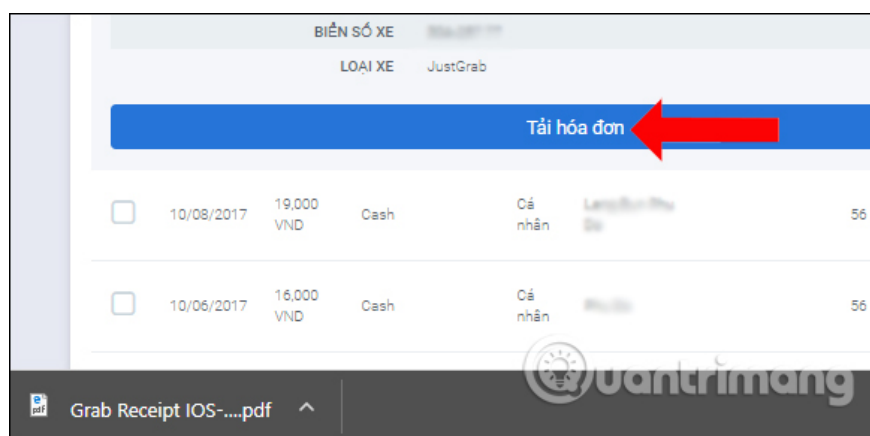 BIỂN SỐ XE
LOẠI XE JustGrab
Tải hóa đơn
10/08/2017 19,000 VND Cash Cá nhân 56
10/06/2017 16,000 VND Cash Cá nhân 56
Quantrimang
Grab Receipt IOS-....pdf